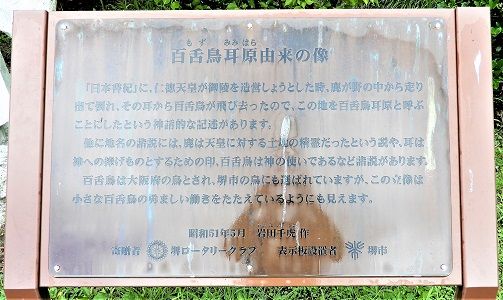 もず みみはら
百舌鳥耳原由来の像
「日本書紀」に、仁徳天皇が御陵を造営しようとした時、鹿が野の中から走り
出て倒れ、その耳から百舌鳥が飛び去ったので、この地を百舌鳥耳原と呼ぶ
ことにしたという神話的な記述があります。
他に地名の諸説には、鹿は天皇に対する土地の精霊だったという説や、耳は
神への捧げものとするための印、百舌鳥は神の使いであるなど諸説があります。
百舌鳥は大阪府の鳥とされ、堺市の鳥にも選ばれていますが、この立像は
小さな百舌鳥の勇ましい働きをたたえているようにも見えます。
昭和61年5月 岩田千虎 作
寄贈者 堺ロータリークラブ 表示板設置者 堺市